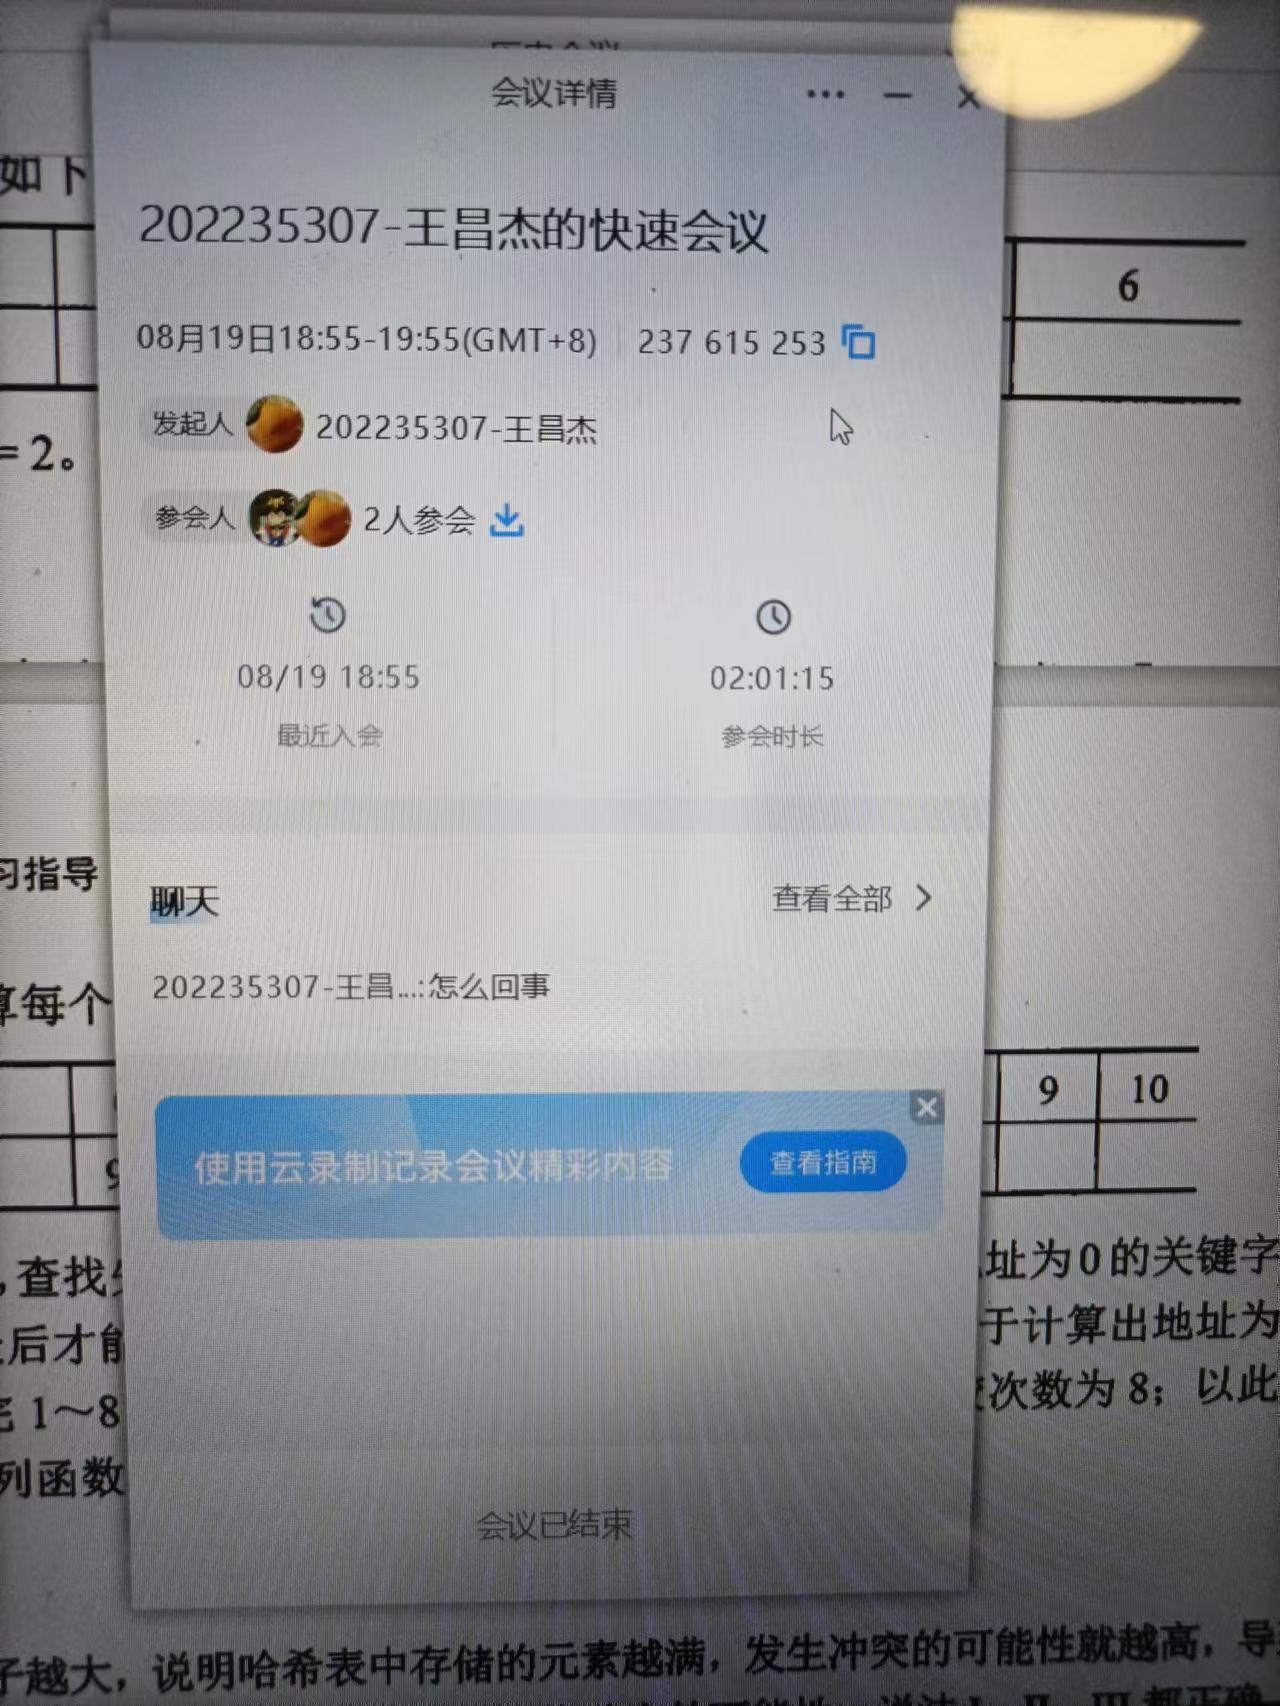 会议详情
如下
202235307-王昌杰的快速会议
6
08月19日18:55-19:55(GMT+8) 237 615 253
发起人 202235307-王昌杰
= 2。
参会人 2人参会
08/19 18:55 02:01:15
最近入会 参会时长
习指导
聊天 查看全部
202235307-王昌...:怎么回事
算每个
9 10
使用云录制记录会议精彩内容 查看指南
,查找 址为0的关键字
后才能 于计算出地址为
1～8 次数为 8；以此
列函数
会议已结束
子越大，说明哈希表中存储的元素越满，发生冲突的可能性就越高，导